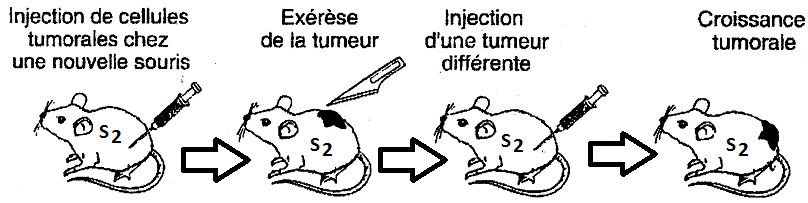 Injection de cellules
tumorales chez
une nouvelle souris
Exérèse
de la tumeur
Injection
d'une tumeur
différente
Croissance
tumorale
S2
S2
S2
S2